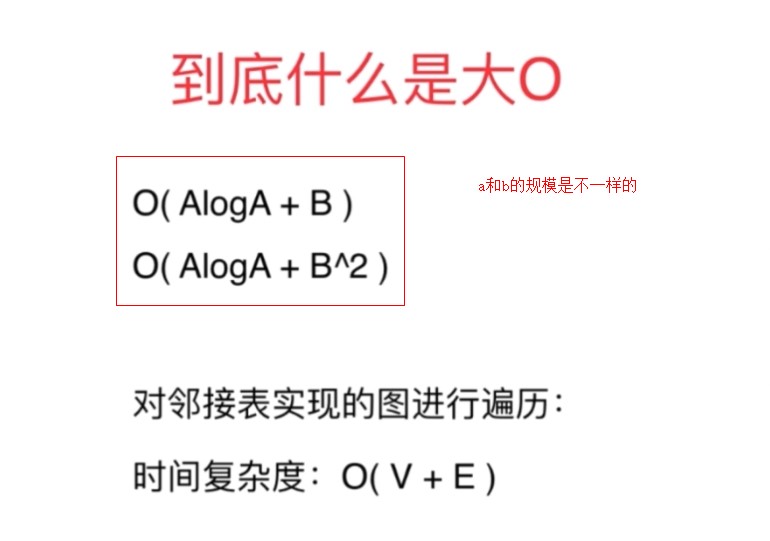 到底什么是大O
O( AlogA + B )
a和b的规模是不一样的
O( AlogA + B^2 )
对邻接表实现的图进行遍历：
时间复杂度：O( V + E )